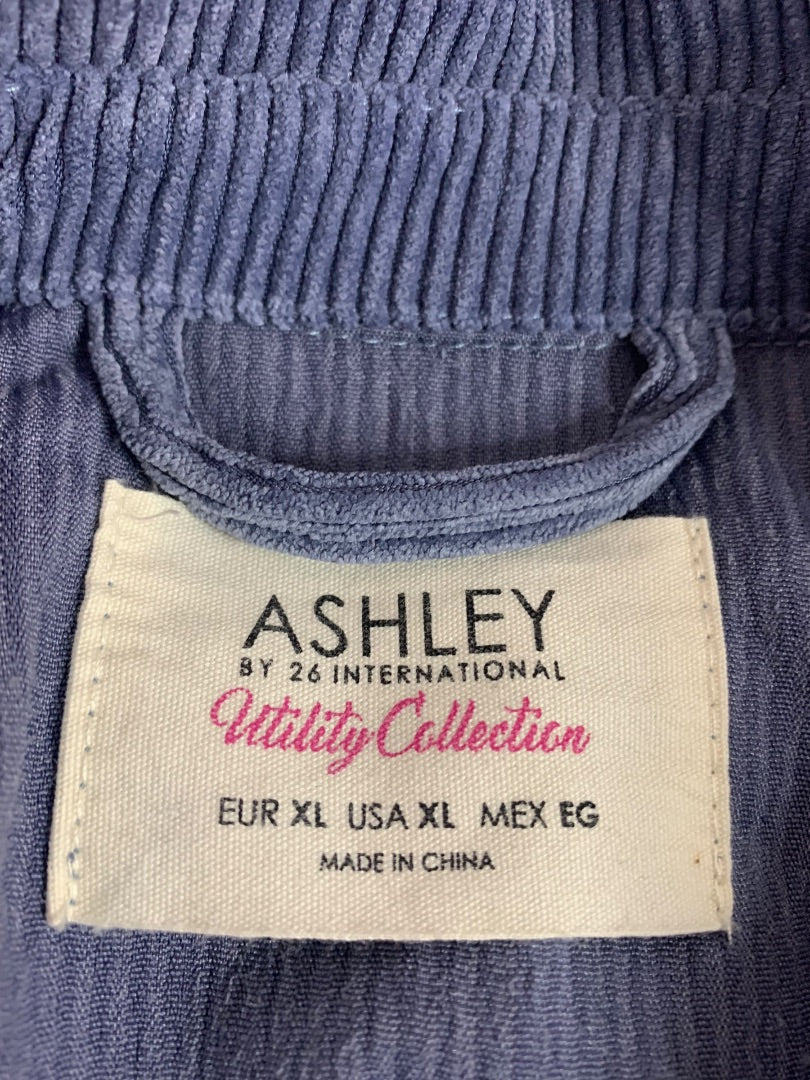 ASHLEY
BY 26 INTERNATIONAL
Utility Collection
EUR XL USA XL MEX EG
MADE IN CHINA